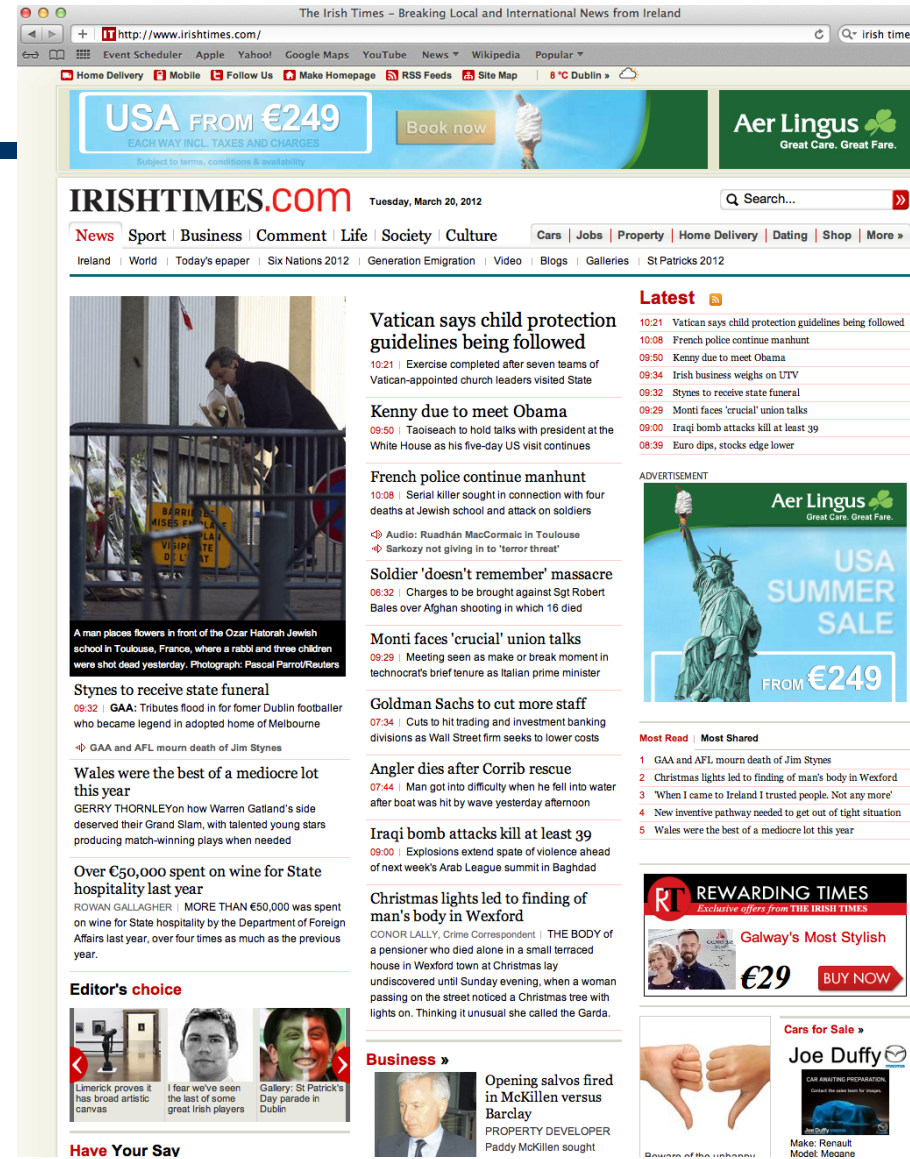 The Irish Times – Breaking Local and International News from Ireland
http://www.irishtimes.com/
irish time
Event Scheduler Apple Yahoo! Google Maps YouTube News Wikipedia Popular
Home Delivery Mobile Follow Us Make Homepage RSS Feeds Site Map 8 °C Dublin »
USA FROM €249
EACH WAY INCL. TAXES AND CHARGES
Subject to terms, conditions & availability
Book now
Aer Lingus
Great Care. Great Fare.
IRISHTIMES.com
Tuesday, March 20, 2012
Search...
News Sport Business Comment Life Society Culture
Cars Jobs Property Home Delivery Dating Shop More »
Ireland World Today's epaper Six Nations 2012 Generation Emigration Video Blogs Galleries St Patricks 2012
BARRIERES
MISES EN PLACE
PLAN
VIGIPIRATE
DE L'ETAT
A man places flowers in front of the Ozar Hatorah Jewish
school in Toulouse, France, where a rabbi and three children
were shot dead yesterday. Photograph: Pascal Parrot/Reuters
Stynes to receive state funeral
09:32 | GAA: Tributes flood in for fomer Dublin footballer
who became legend in adopted home of Melbourne
GAA and AFL mourn death of Jim Stynes
Wales were the best of a mediocre lot
this year
GERRY THORNLEYon how Warren Gatland's side
deserved their Grand Slam, with talented young stars
producing match-winning plays when needed
Over €50,000 spent on wine for State
hospitality last year
ROWAN GALLAGHER | MORE THAN €50,000 was spent
on wine for State hospitality by the Department of Foreign
Affairs last year, over four times as much as the previous
year.
Editor's choice
Limerick proves it
has broad artistic
canvas
I fear we've seen
the last of some
great Irish players
Gallery: St Patrick's
Day parade in
Dublin
Have Your Say
Vatican says child protection
guidelines being followed
10:21 | Exercise completed after seven teams of
Vatican-appointed church leaders visited State
Kenny due to meet Obama
09:50 | Taoiseach to hold talks with president at the
White House as his five-day US visit continues
French police continue manhunt
10:08 | Serial killer sought in connection with four
deaths at Jewish school and attack on soldiers
Audio: Ruadhán MacCormaic in Toulouse
Sarkozy not giving in to 'terror threat'
Soldier 'doesn't remember' massacre
06:32 | Charges to be brought against Sgt Robert
Bales over Afghan shooting in which 16 died
Monti faces 'crucial' union talks
09:29 | Meeting seen as make or break moment in
technocrat's brief tenure as Italian prime minister
Goldman Sachs to cut more staff
07:34 | Cuts to hit trading and investment banking
divisions as Wall Street firm seeks to lower costs
Angler dies after Corrib rescue
07:44 | Man got into difficulty when he fell into water
after boat was hit by wave yesterday afternoon
Iraqi bomb attacks kill at least 39
09:00 | Explosions extend spate of violence ahead
of next week's Arab League summit in Baghdad
Christmas lights led to finding of
man's body in Wexford
CONOR LALLY, Crime Correspondent | THE BODY of
a pensioner who died alone in a small terraced
house in Wexford town at Christmas lay
undiscovered until Sunday evening, when a woman
passing on the street noticed a Christmas tree with
lights on. Thinking it unusual she called the Garda.
Business »
Opening salvos fired
in McKillen versus
Barclay
PROPERTY DEVELOPER
Paddy McKillen sought
Latest
10:21 Vatican says child protection guidelines being followed
10:08 French police continue manhunt
09:50 Kenny due to meet Obama
09:34 Irish business weighs on UTV
09:32 Stynes to receive state funeral
09:29 Monti faces 'crucial' union talks
09:00 Iraqi bomb attacks kill at least 39
08:39 Euro dips, stocks edge lower
ADVERTISEMENT
Aer Lingus
Great Care. Great Fare.
USA
SUMMER
SALE
FROM €249
Most Read | Most Shared
1 GAA and AFL mourn death of Jim Stynes
2 Christmas lights led to finding of man's body in Wexford
3 'When I came to Ireland I trusted people. Not any more'
4 New inventive pathway needed to get out of tight situation
5 Wales were the best of a mediocre lot this year
RT REWARDING TIMES
Exclusive offers from THE IRISH TIMES
Galway's Most Stylish
€29
BUY NOW
Beware of the unhappy
Cars for Sale »
Joe Duffy
mazda
CAR AWAITING PREPARATION.
Contact the sales team for images.
Joe Duffy
Make: Renault
Model: Megane